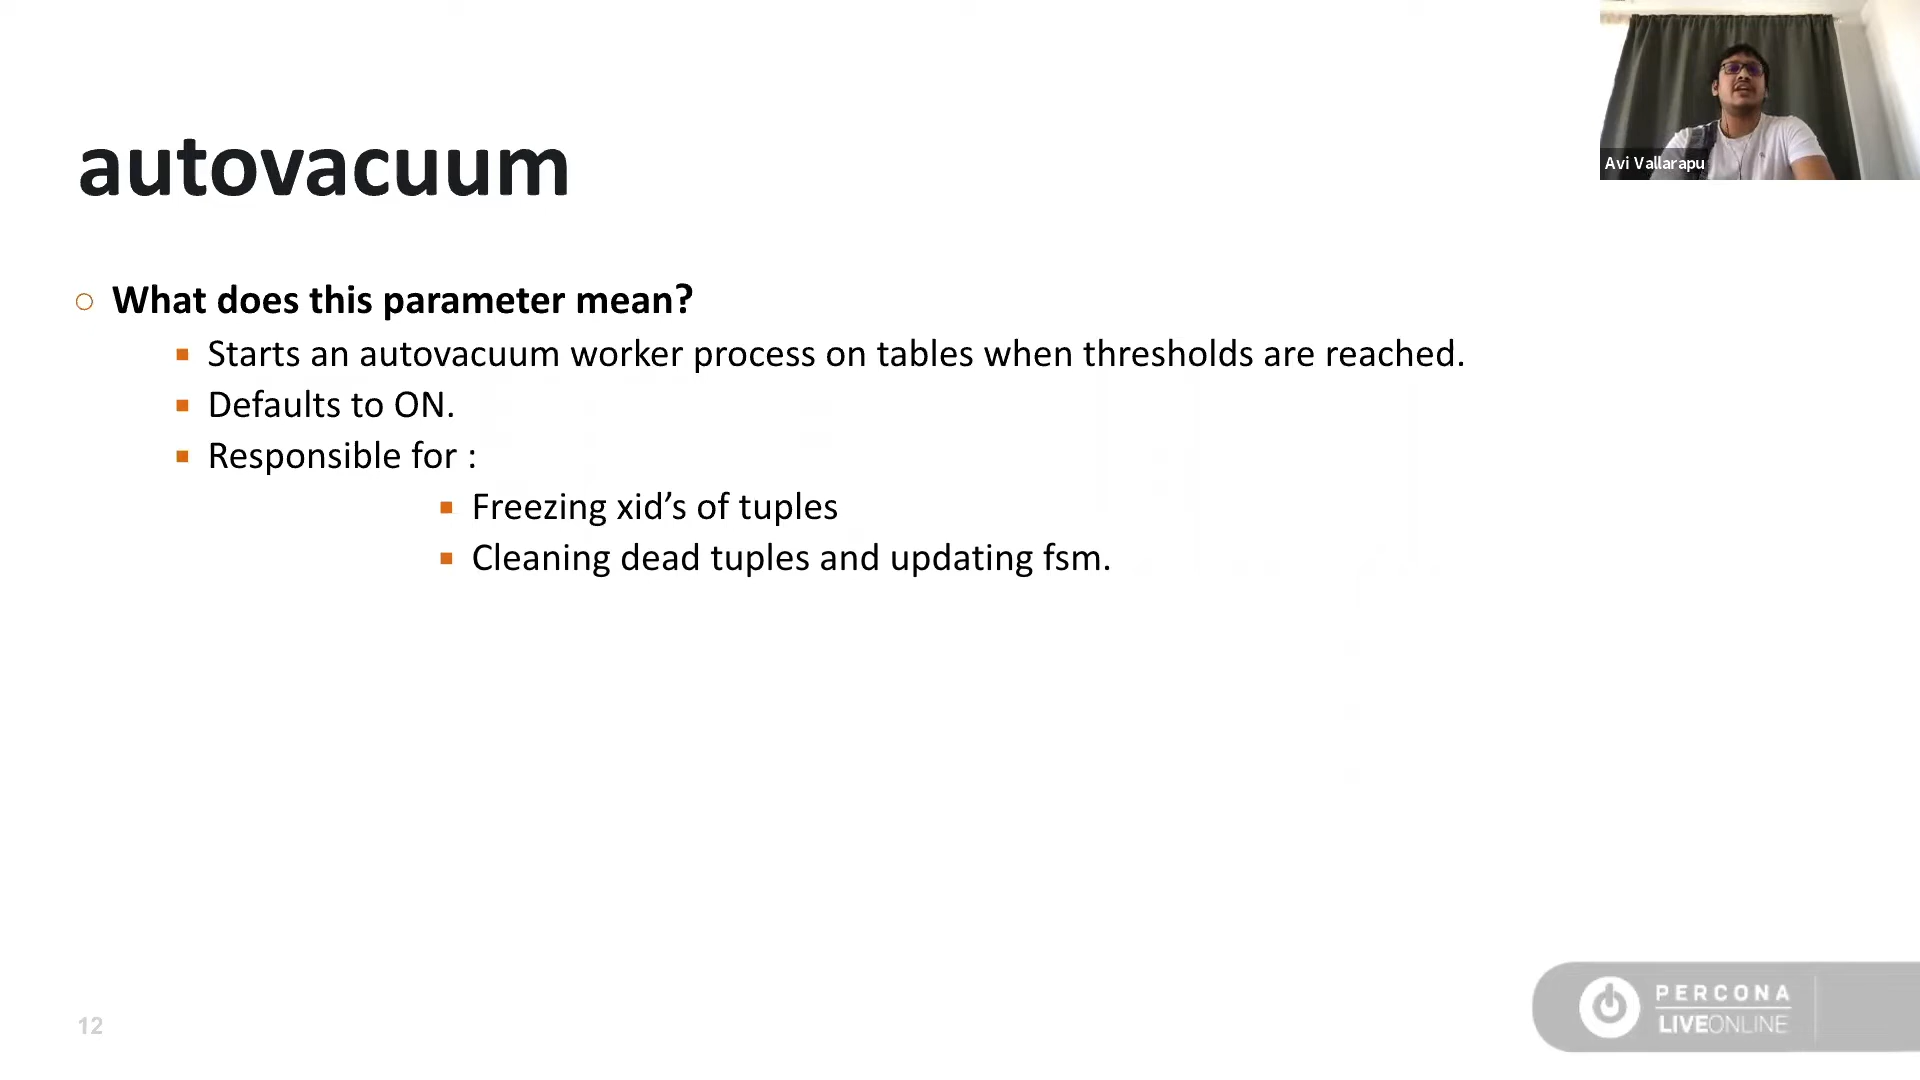 Avi Vallarapu
autovacuum
What does this parameter mean?
Starts an autovacuum worker process on tables when thresholds are reached.
Defaults to ON.
Responsible for :
Freezing xid’s of tuples
Cleaning dead tuples and updating fsm.
12
PERCONA
LIVEONLINE